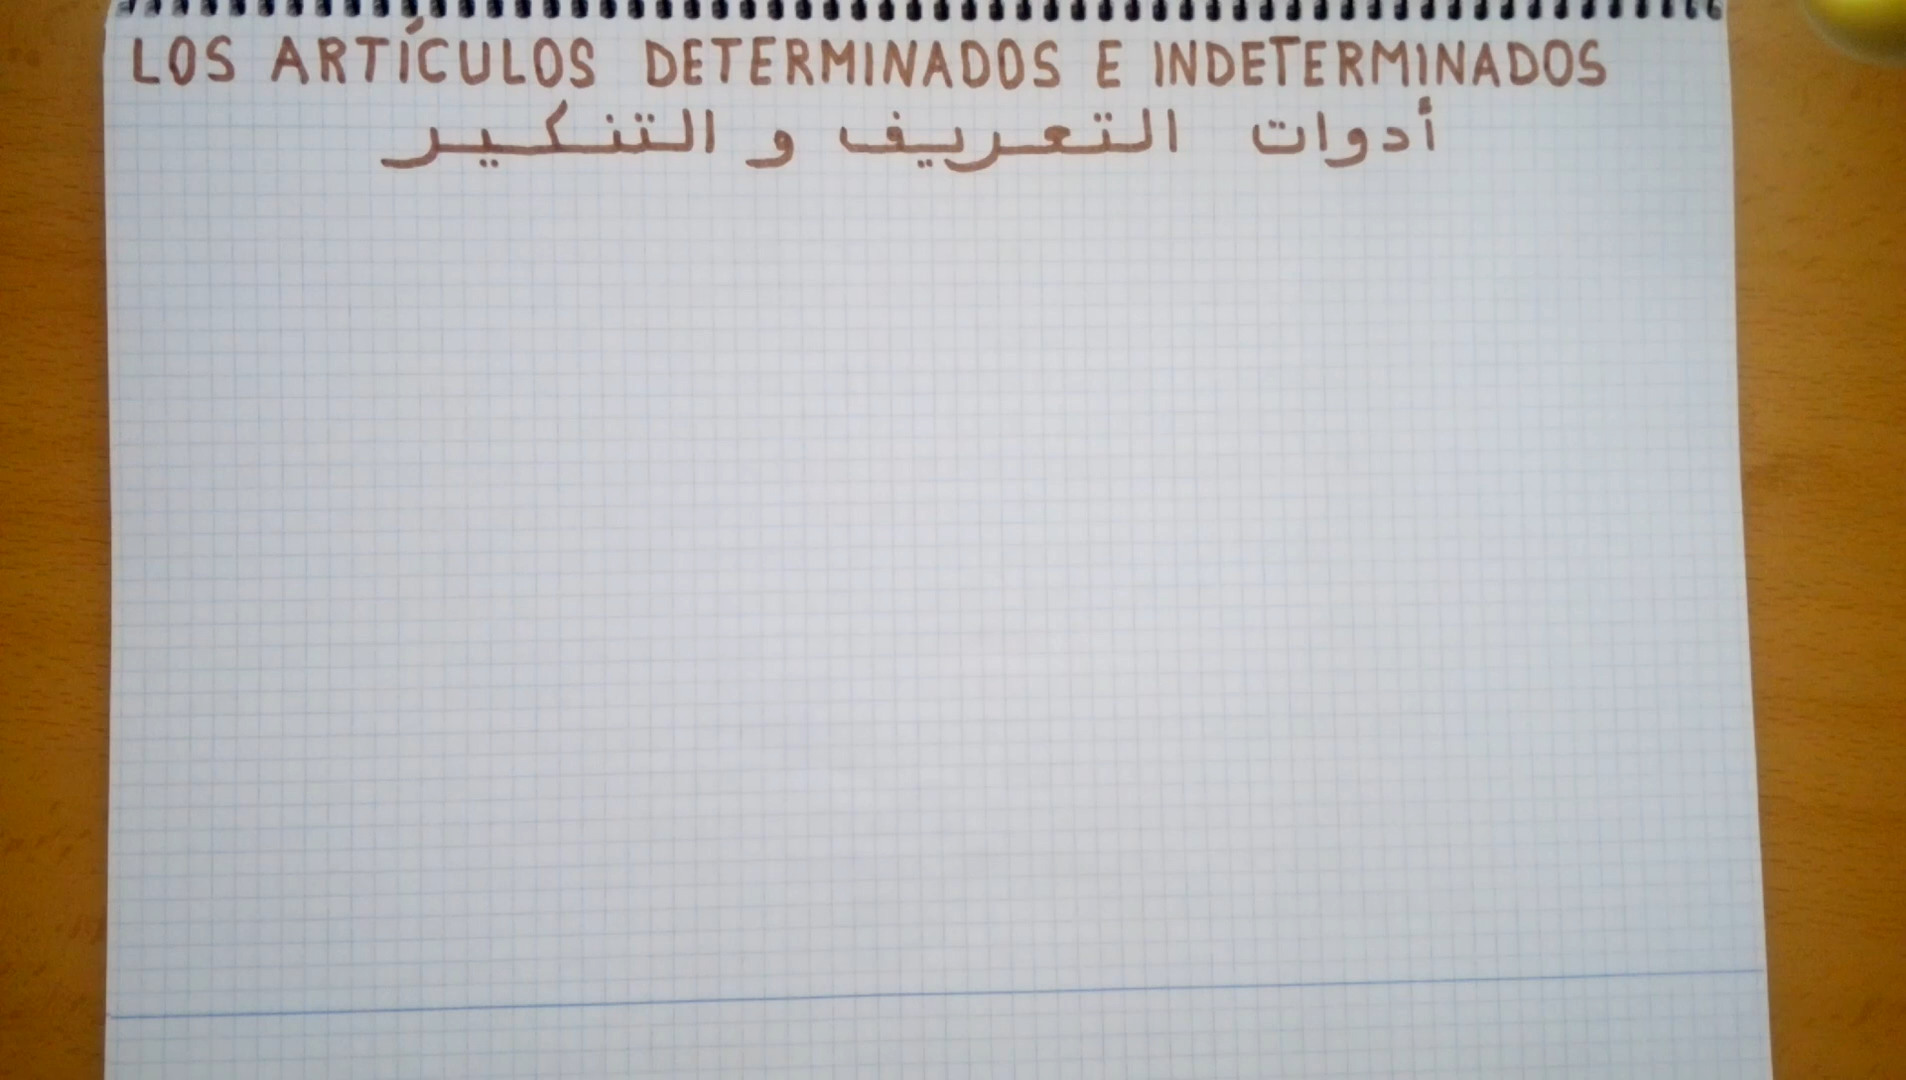 LOS ARTÍCULOS DETERMINADOS E INDETERMINADOS
أدوات التعريف و التنكير